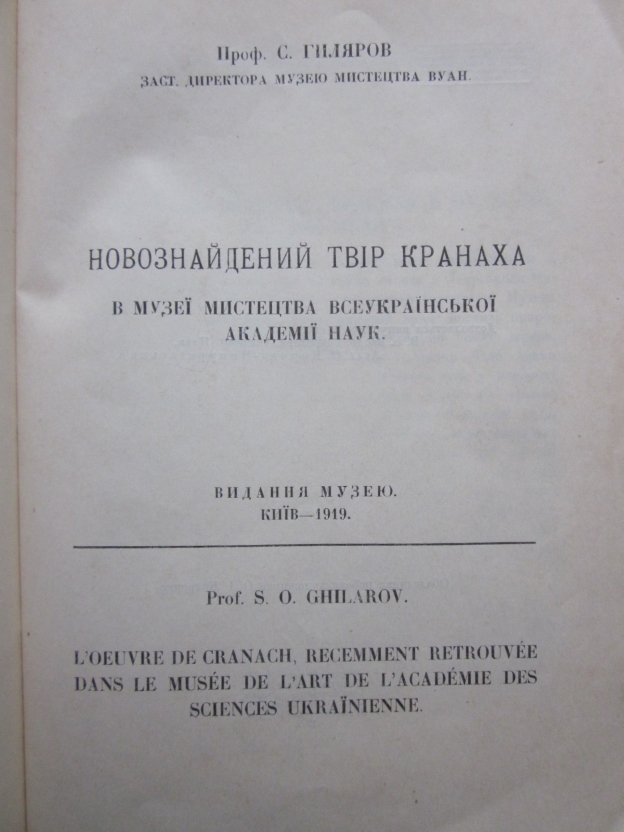 Проф. С. ГИЛЯРОВ
ЗАСТ. ДИРЕКТОРА МУЗЕЮ МИСТЕЦТВА ВУАН.
НОВОЗНАЙДЕНИЙ ТВІР КРАНАХА
В МУЗЕЇ МИСТЕЦТВА ВСЕУКРАЇНСЬКОЇ
АКАДЕМІЇ НАУК.
ВИДАННЯ МУЗЕЮ.
КИЇВ—1919.
Prof. S. O. GHILAROV.
L'OEUVRE DE CRANACH, RECEMMENT RETROUVÉE
DANS LE MUSÉE DE L'ART DE L'ACADÉMIE DES
SCIENCES UKRAÏNIENNE.